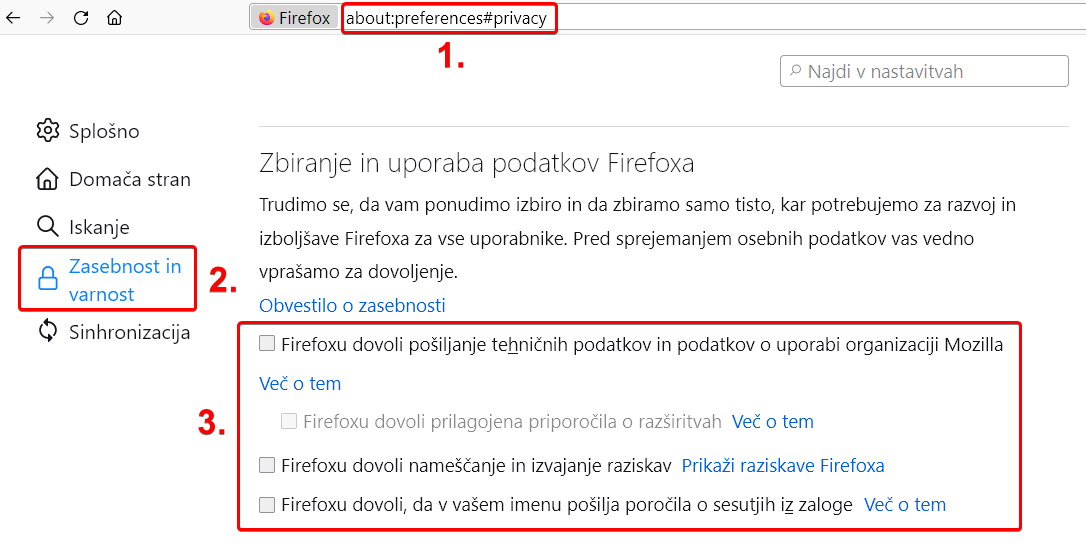 Firefox about:preferences#privacy
1.
Najdi v nastavitvah
Splošno
Domača stran
Iskanje
Zasebnost in
varnost
2.
Sinhronizacija
Zbiranje in uporaba podatkov Firefoxa
Trudimo se, da vam ponudimo izbiro in da zbiramo samo tisto, kar potrebujemo za razvoj in
izboljšave Firefoxa za vse uporabnike. Pred sprejemanjem osebnih podatkov vas vedno
vprašamo za dovoljenje.
Obvestilo o zasebnosti
3.
Firefoxu dovoli pošiljanje tehničnih podatkov in podatkov o uporabi organizaciji Mozilla
Več o tem
Firefoxu dovoli prilagojena priporočila o razširitvah Več o tem
Firefoxu dovoli nameščanje in izvajanje raziskav Prikaži raziskave Firefoxa
Firefoxu dovoli, da v vašem imenu pošilja poročila o sesutjih iz zaloge Več o tem